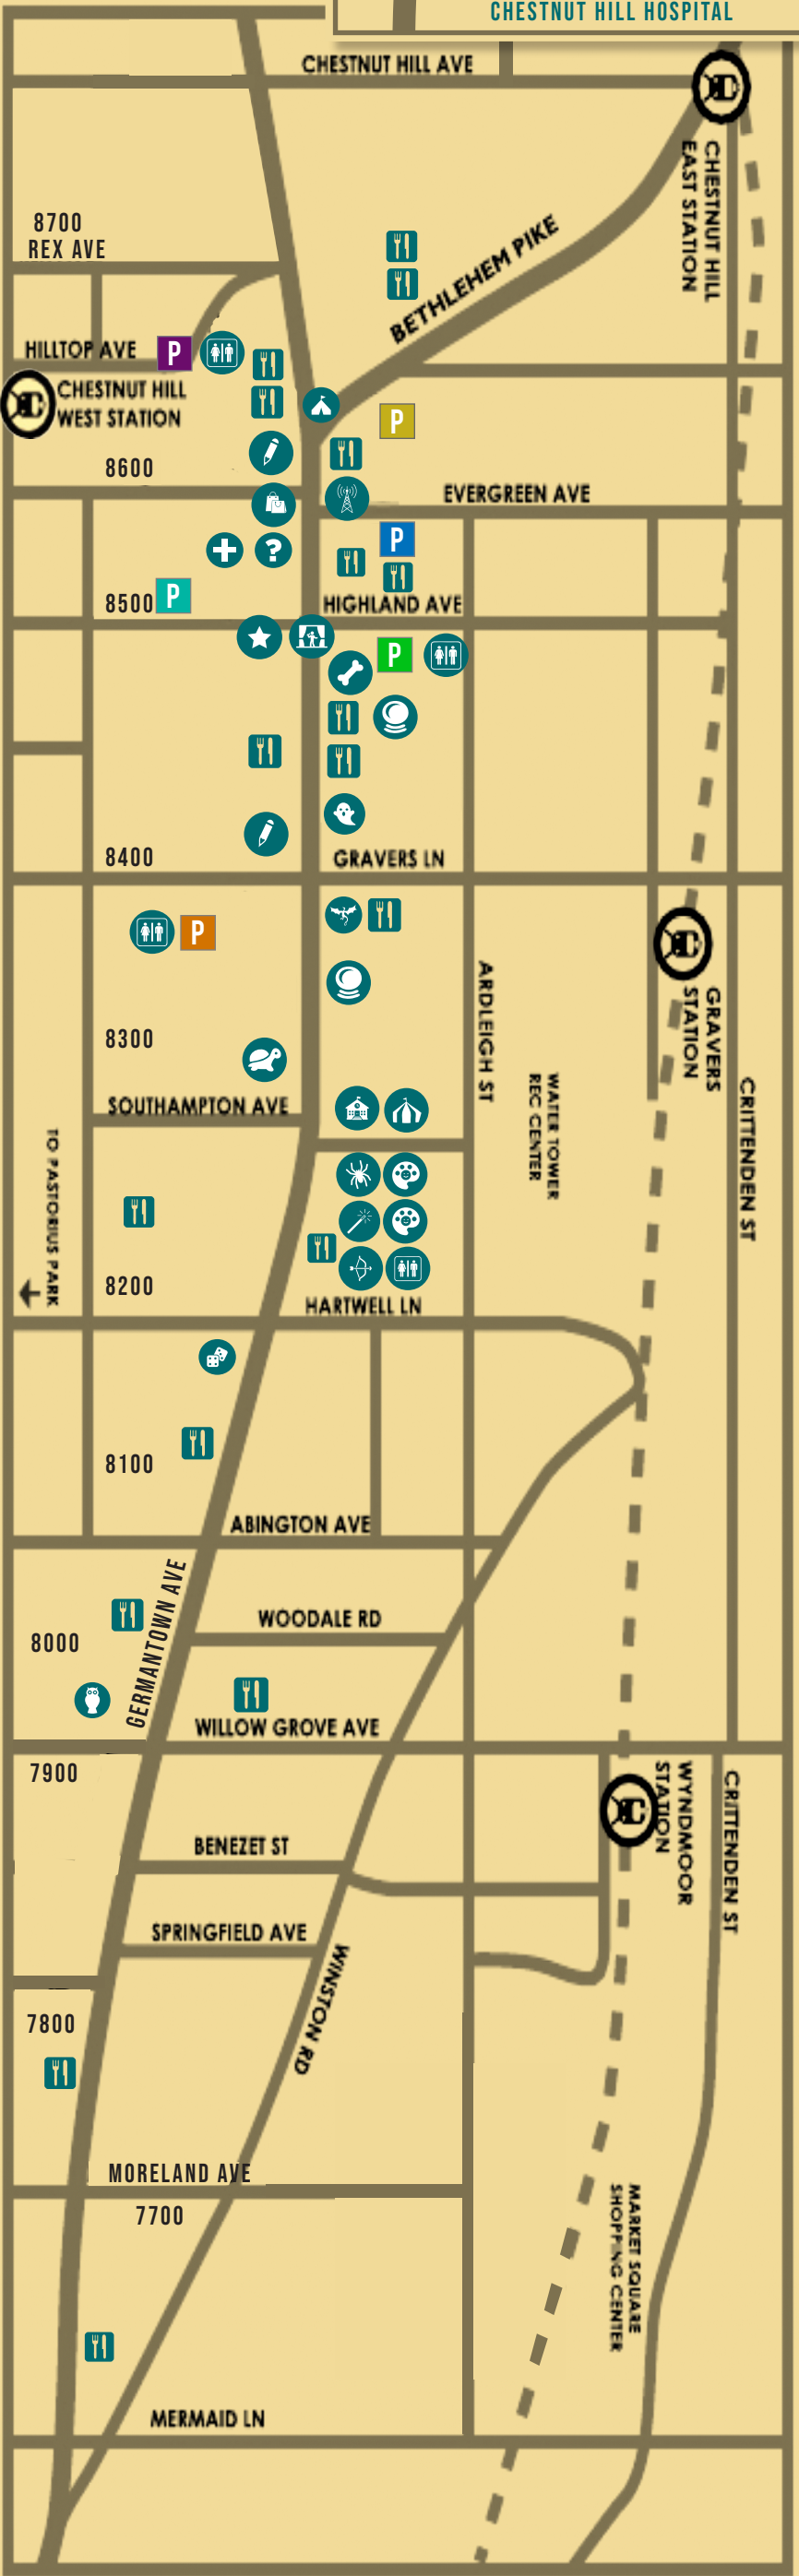 CHESTNUT HILL HOSPITAL
CHESTNUT HILL AVE
CHESTNUT HILL
EAST STATION
8700
REX AVE
BETHLEHEM PIKE
HILLTOP AVE
P
CHESTNUT HILL
WEST STATION
P
8600
EVERGREEN AVE
?
P
8500
P
HIGHLAND AVE
P
8400
GRAVERS LN
P
ARDLEIGH ST
GRAVERS
STATION
8300
WATER TOWER
REC CENTER
CRITTENDEN ST
SOUTHAMPTON AVE
TO PASTORIUS PARK
8200
HARTWELL LN
8100
ABINGTON AVE
GERMANTOWN AVE
8000
WOODALE RD
WILLOW GROVE AVE
7900
WYNDMOOR
STATION
CRITTENDEN ST
BENEZET ST
SPRINGFIELD AVE
WINSTON RD
7800
MORELAND AVE
7700
MARKET SQUARE
SHOPPING CENTER
MERMAID LN